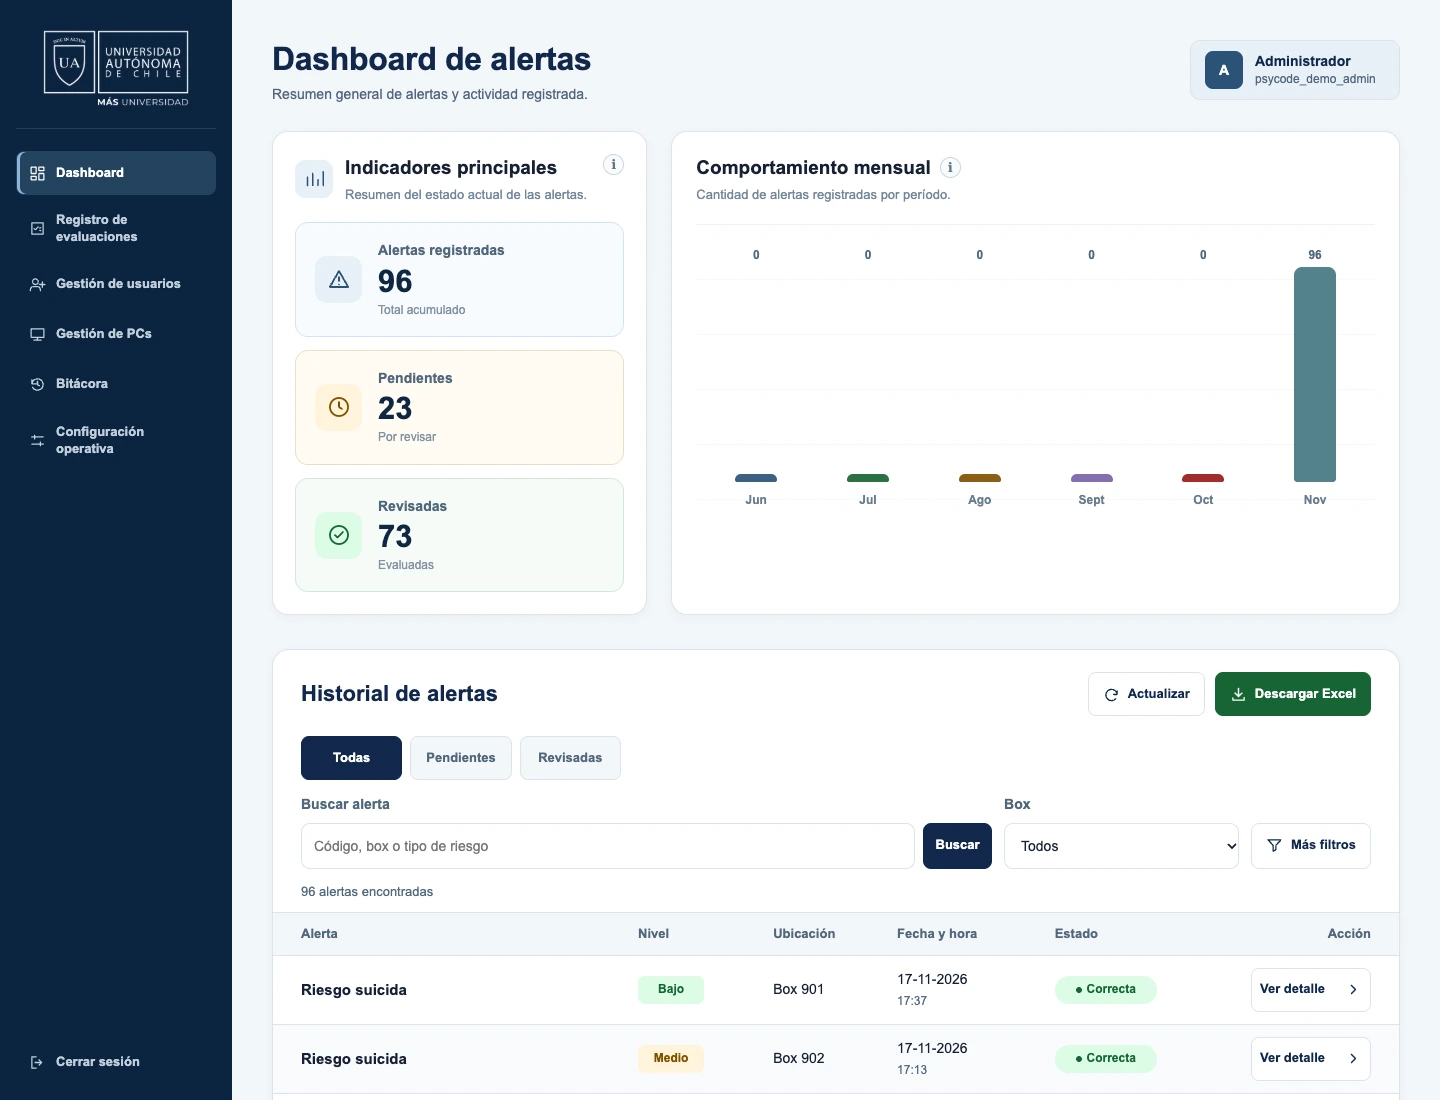 UA
UNIVERSIDAD
AUTÓNOMA
DE CHILE
MÁS UNIVERSIDAD
Dashboard
Registro de
evaluaciones
Gestión de usuarios
Gestión de PCs
Bitácora
Configuración
operativa
Cerrar sesión
Dashboard de alertas
Resumen general de alertas y actividad registrada.
A
Administrador
psycode_demo_admin
Indicadores principales
i
Resumen del estado actual de las alertas.
Alertas registradas
96
Total acumulado
Pendientes
23
Por revisar
Revisadas
73
Evaluadas
Comportamiento mensual
i
Cantidad de alertas registradas por período.
0 0 0 0 0 96
Jun Jul Ago Sept Oct Nov
Historial de alertas
Actualizar
Descargar Excel
Todas
Pendientes
Revisadas
Buscar alerta
Código, box o tipo de riesgo
Buscar
Box
Todos
Más filtros
96 alertas encontradas
Alerta Nivel Ubicación Fecha y hora Estado Acción
Riesgo suicida Bajo Box 901 17-11-2026 Correcta Ver detalle
17:37
Riesgo suicida Medio Box 902 17-11-2026 Correcta Ver detalle
17:13